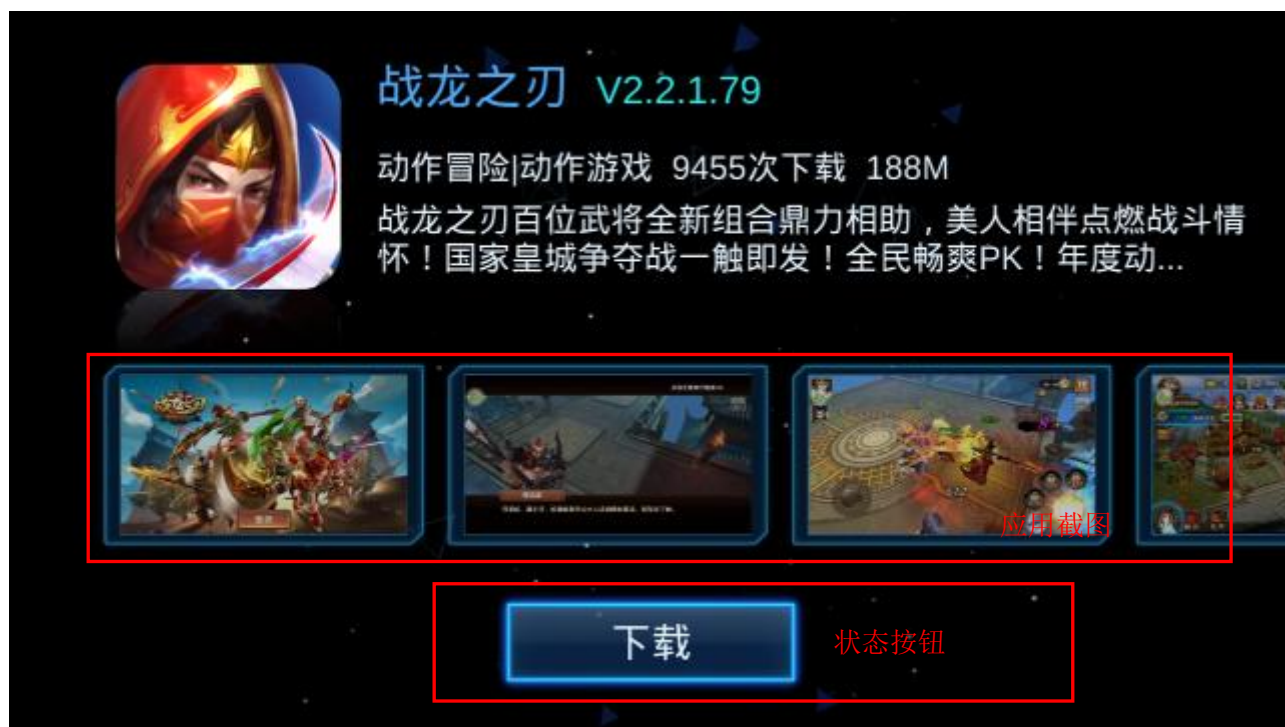 战龙之刃 V2.2.1.79
动作冒险|动作游戏 9455次下载 188M
战龙之刃百位武将全新组合鼎力相助，美人相伴点燃战斗情
怀！国家皇城争夺战一触即发！全民畅爽PK！年度动...
应用截图
下载
状态按钮